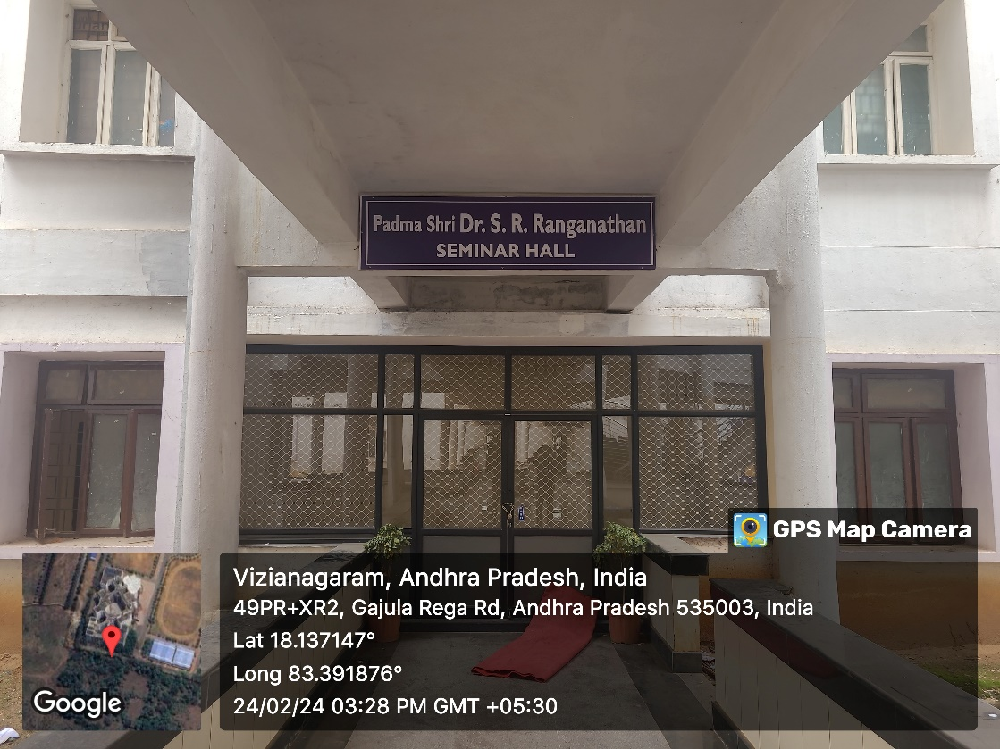 Padma Shri Dr. S. R. Ranganathan
SEMINAR HALL
GPS Map Camera
Vizianagaram, Andhra Pradesh, India
49PR+XR2, Gajula Rega Rd, Andhra Pradesh 535003, India
Lat 18.137147°
Long 83.391876°
24/02/24 03:28 PM GMT +05:30
Google